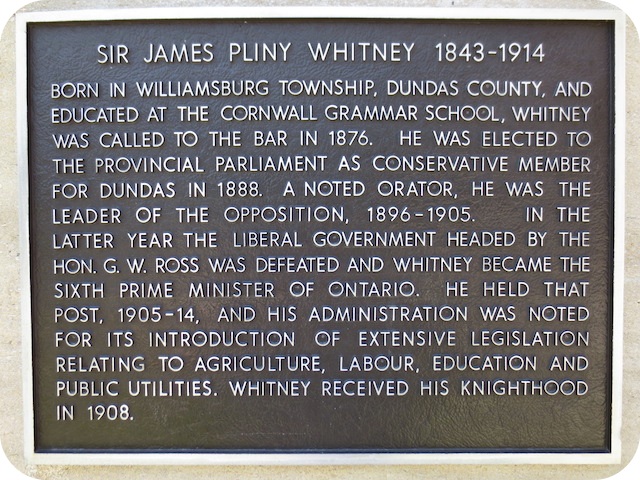 SIR JAMES PLINY WHITNEY 1843-1914
BORN IN WILLIAMSBURG TOWNSHIP, DUNDAS COUNTY, AND
EDUCATED AT THE CORNWALL GRAMMAR SCHOOL, WHITNEY
WAS CALLED TO THE BAR IN 1876. HE WAS ELECTED TO
THE PROVINCIAL PARLIAMENT AS CONSERVATIVE MEMBER
FOR DUNDAS IN 1888. A NOTED ORATOR, HE WAS THE
LEADER OF THE OPPOSITION, 1896-1905. IN THE
LATTER YEAR THE LIBERAL GOVERNMENT HEADED BY THE
HON. G. W. ROSS WAS DEFEATED AND WHITNEY BECAME THE
SIXTH PRIME MINISTER OF ONTARIO. HE HELD THAT
POST, 1905-14, AND HIS ADMINISTRATION WAS NOTED
FOR ITS INTRODUCTION OF EXTENSIVE LEGISLATION
RELATING TO AGRICULTURE, LABOUR, EDUCATION AND
PUBLIC UTILITIES. WHITNEY RECEIVED HIS KNIGHTHOOD
IN 1908.